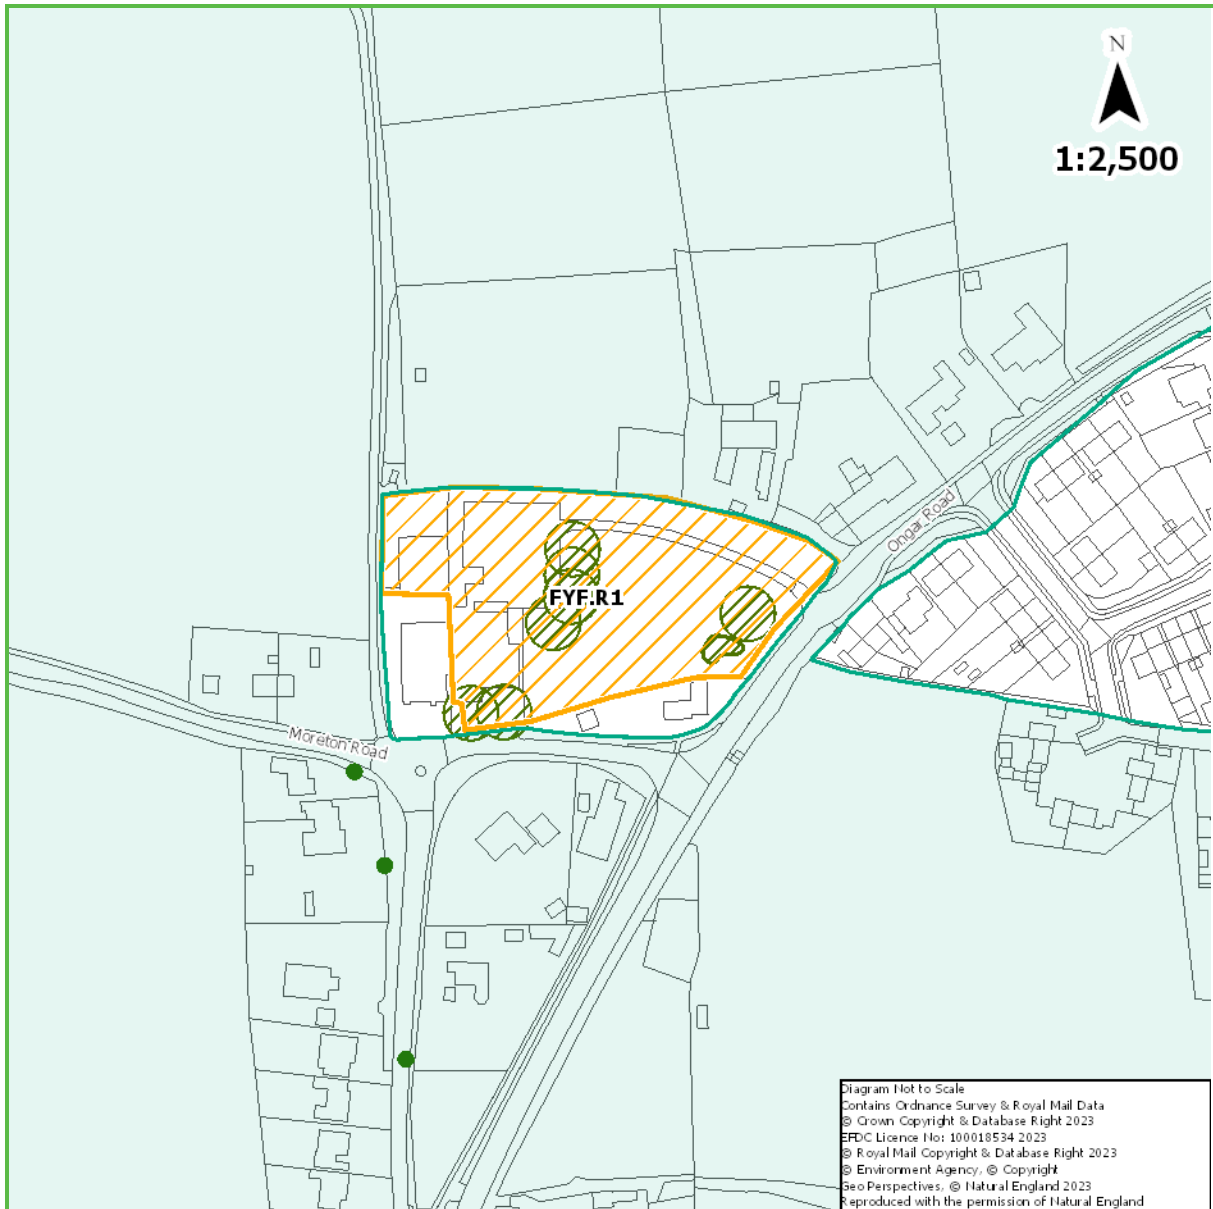 N
1:2,500
Ongar Road
FYF.R1
Moreton Road
Diagram Not to Scale
Contains Ordnance Survey & Royal Mail Data
© Crown Copyright & Database Right 2023
EFDC Licence No: 100018534 2023
© Royal Mail Copyright & Database Right 2023
© Environment Agency, © Copyright
Geo Perspectives, © Natural England 2023
Reproduced with the permission of Natural England